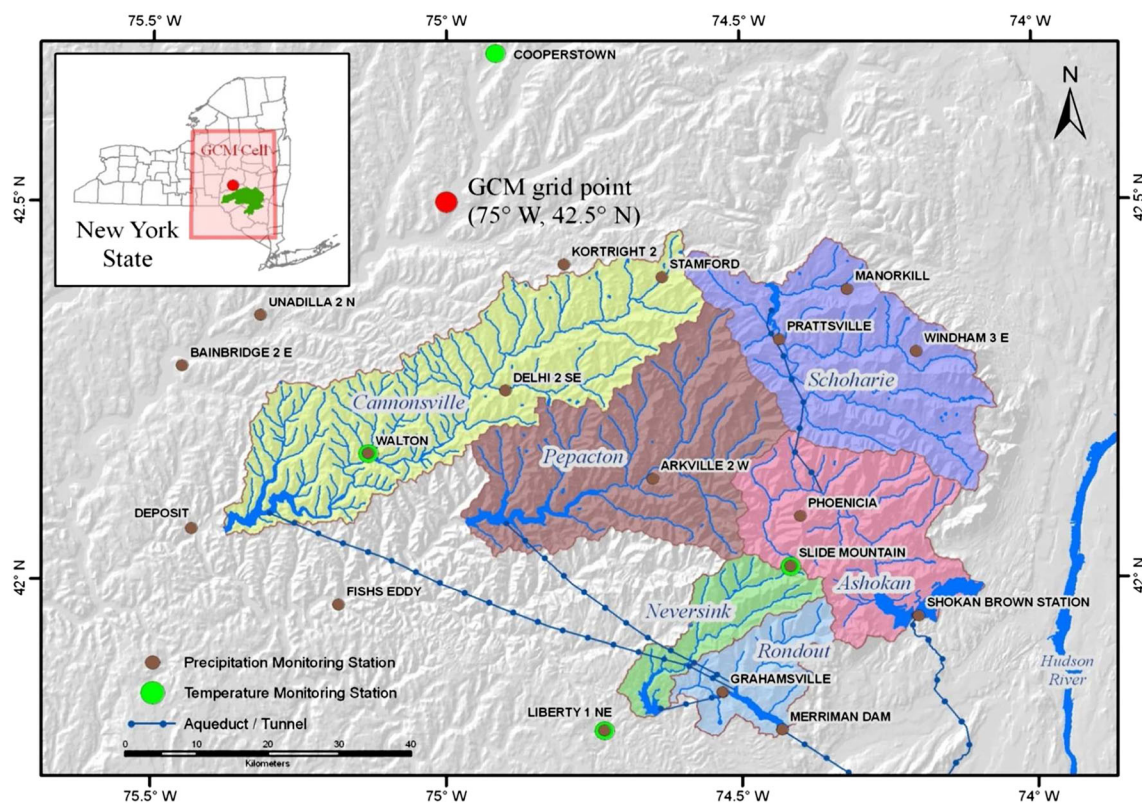 75.5° W
75° W
74.5° W
74° W
COOPERSTOWN
N
GCM Cell
New York
State
42.5° N
42.5° N
GCM grid point
(75° W, 42.5° N)
KORTRIGHT 2
STAMFORD
MANORKILL
UNADILLA 2 N
PRATTSVILLE
WINDHAM 3 E
BAINBRIDGE 2 E
DELHI 2 SE
Schoharie
Cannonsville
WALTON
Pepacton
ARKVILLE 2 W
DEPOSIT
PHOENICIA
SLIDE MOUNTAIN
42° N
42° N
Ashokan
FISHS EDDY
Neversink
SHOKAN BROWN STATION
Rondout
Precipitation Monitoring Station
Hudson
River
GRAHAMSVILLE
Temperature Monitoring Station
LIBERTY 1 NE
MERRIMAN DAM
Aqueduct / Tunnel
0 10 20 30 40
Kilometers
75.5° W
75° W
74.5° W
74° W